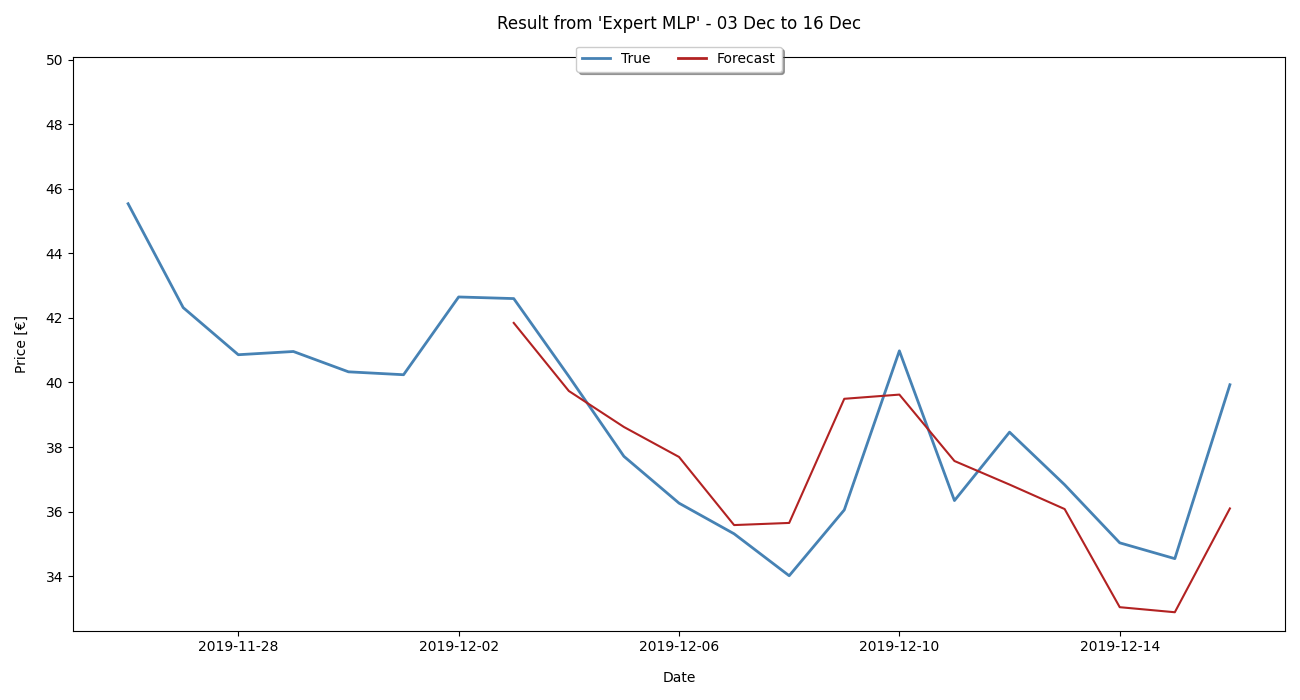 Result from 'Expert MLP' - 03 Dec to 16 Dec
True Forecast
50
48
46
44
42
40
38
36
34
Price [€]
2019-11-28 2019-12-02 2019-12-06 2019-12-10 2019-12-14
Date